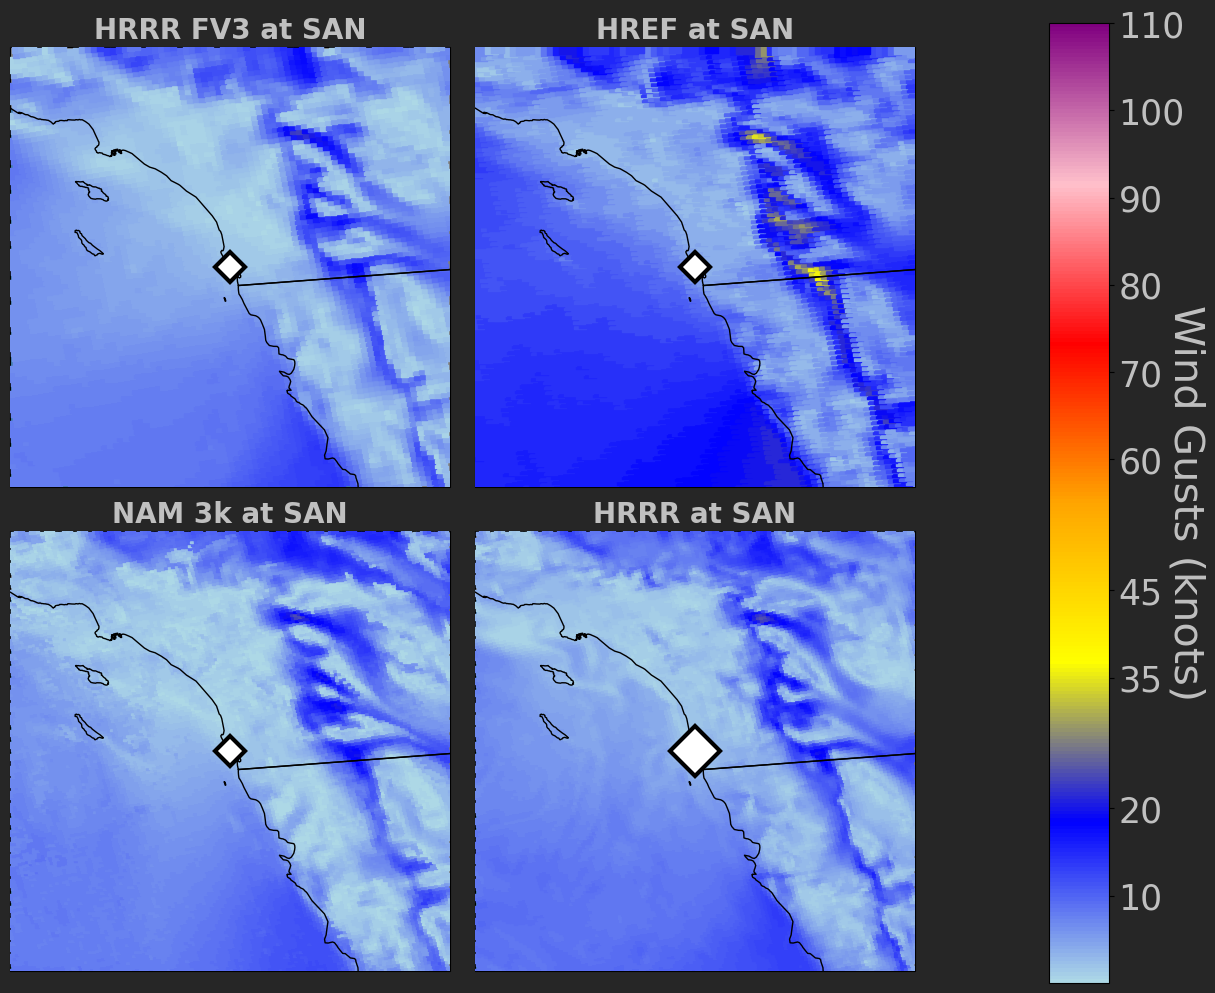 HRRR FV3 at SAN
HREF at SAN
NAM 3k at SAN
HRRR at SAN
110
100
90
80
70
60
45
35
20
10
Wind Gusts (knots)